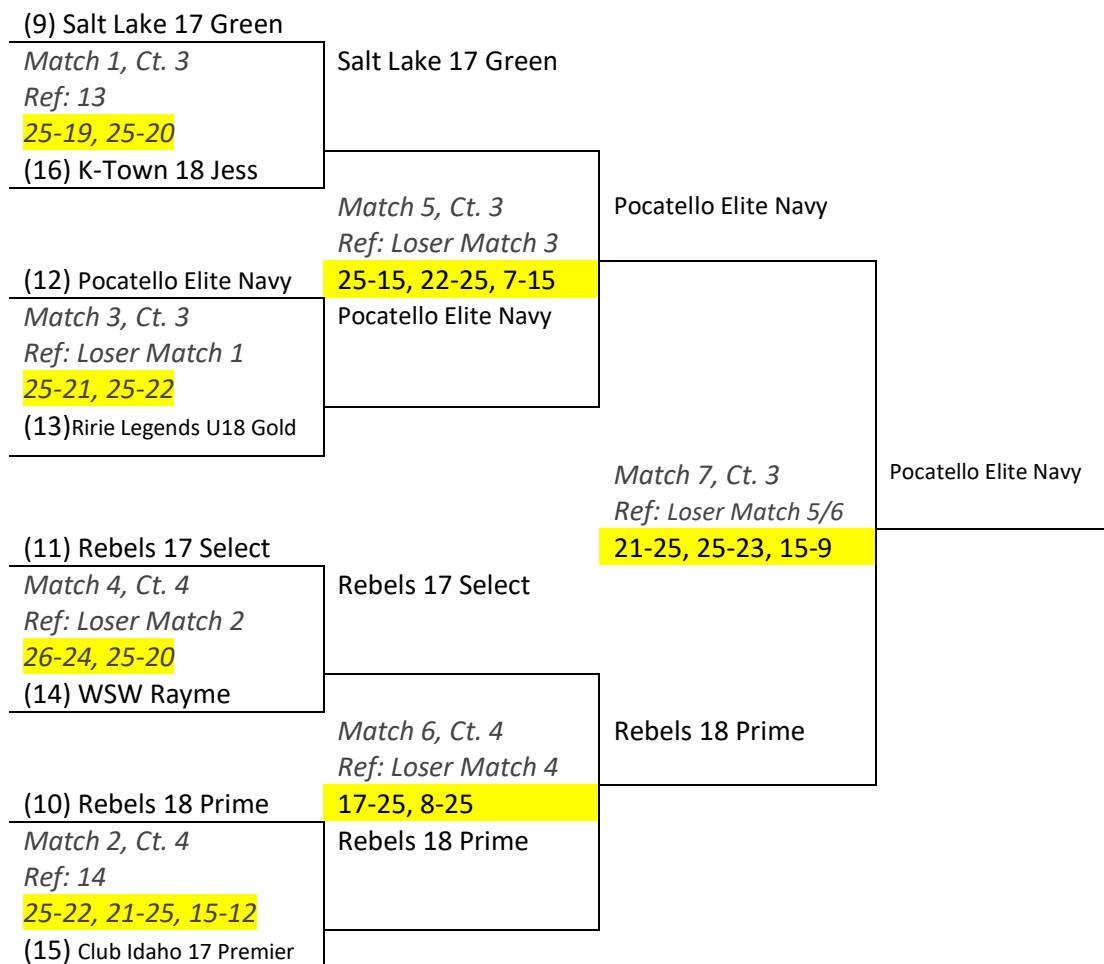 (9) Salt Lake 17 Green
Match 1, Ct. 3
Ref: 13
25-19, 25-20
(16) K-Town 18 Jess
Salt Lake 17 Green
Match 5, Ct. 3
Ref: Loser Match 3
25-15, 22-25, 7-15
Pocatello Elite Navy
(12) Pocatello Elite Navy
Match 3, Ct. 3
Ref: Loser Match 1
25-21, 25-22
(13)Ririe Legends U18 Gold
Pocatello Elite Navy
Match 7, Ct. 3
Ref: Loser Match 5/6
21-25, 25-23, 15-9
Pocatello Elite Navy
(11) Rebels 17 Select
Match 4, Ct. 4
Ref: Loser Match 2
26-24, 25-20
(14) WSW Rayme
Rebels 17 Select
Match 6, Ct. 4
Ref: Loser Match 4
17-25, 8-25
Rebels 18 Prime
Rebels 18 Prime
(10) Rebels 18 Prime
Match 2, Ct. 4
Ref: 14
25-22, 21-25, 15-12
(15) Club Idaho 17 Premier